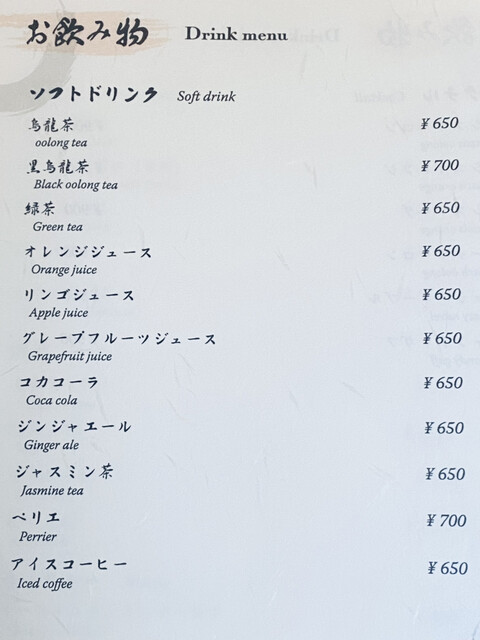 お飲み物 Drink menu
ソフトドリンク Soft drink
烏龍茶 ¥650
oolong tea
黒烏龍茶 ¥700
Black oolong tea
緑茶 ¥650
Green tea
オレンジジュース ¥650
Orange juice
リンゴジュース ¥650
Apple juice
グレープフルーツジュース ¥650
Grapefruit juice
コカコーラ ¥650
Coca cola
ジンジャエール ¥650
Ginger ale
ジャスミン茶 ¥650
Jasmine tea
ペリエ ¥700
Perrier
アイスコーヒー ¥650
Iced coffee